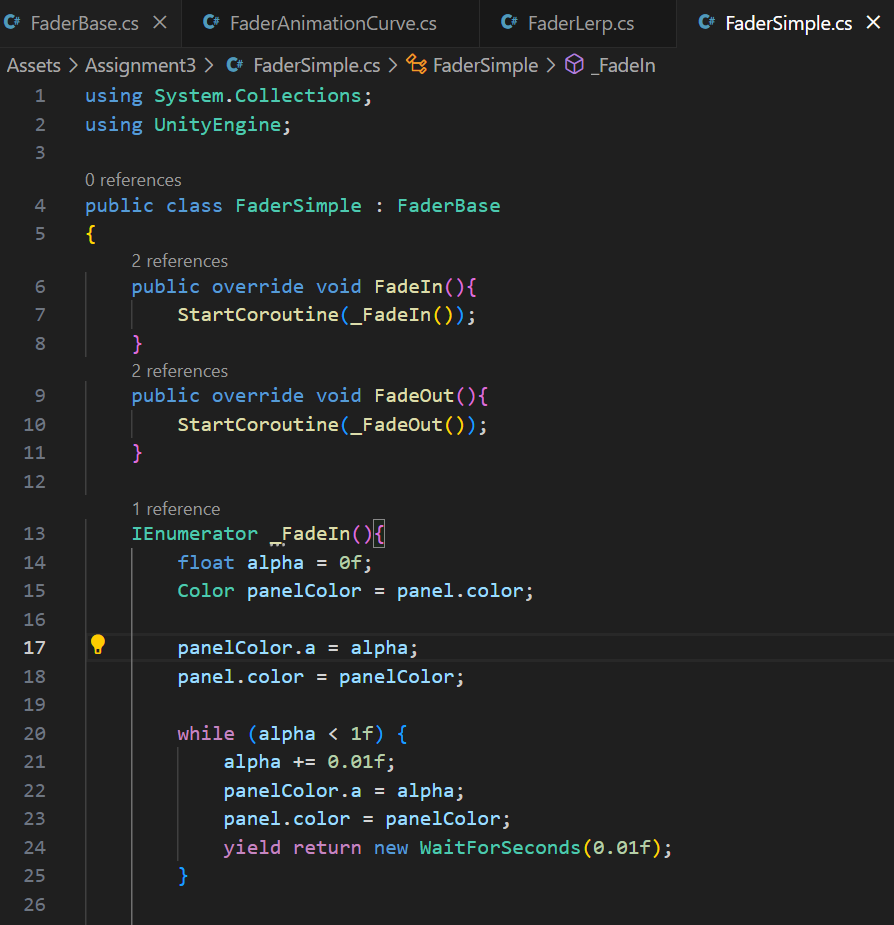 C# FaderBase.cs × C# FaderAnimationCurve.cs C# FaderLerp.cs C# FaderSimple.cs ×
Assets > Assignment3 > C# FaderSimple.cs > FaderSimple > _FadeIn
1 using System.Collections;
2 using UnityEngine;
3
0 references
4 public class FaderSimple : FaderBase
5 {
2 references
6 public override void FadeIn(){
7 StartCoroutine(_FadeIn());
8 }
2 references
9 public override void FadeOut(){
10 StartCoroutine(_FadeOut());
11 }
12
1 reference
13 IEnumerator _FadeIn(){
14 float alpha = 0f;
15 Color panelColor = panel.color;
16
17 panelColor.a = alpha;
18 panel.color = panelColor;
19
20 while (alpha < 1f) {
21 alpha += 0.01f;
22 panelColor.a = alpha;
23 panel.color = panelColor;
24 yield return new WaitForSeconds(0.01f);
25 }
26